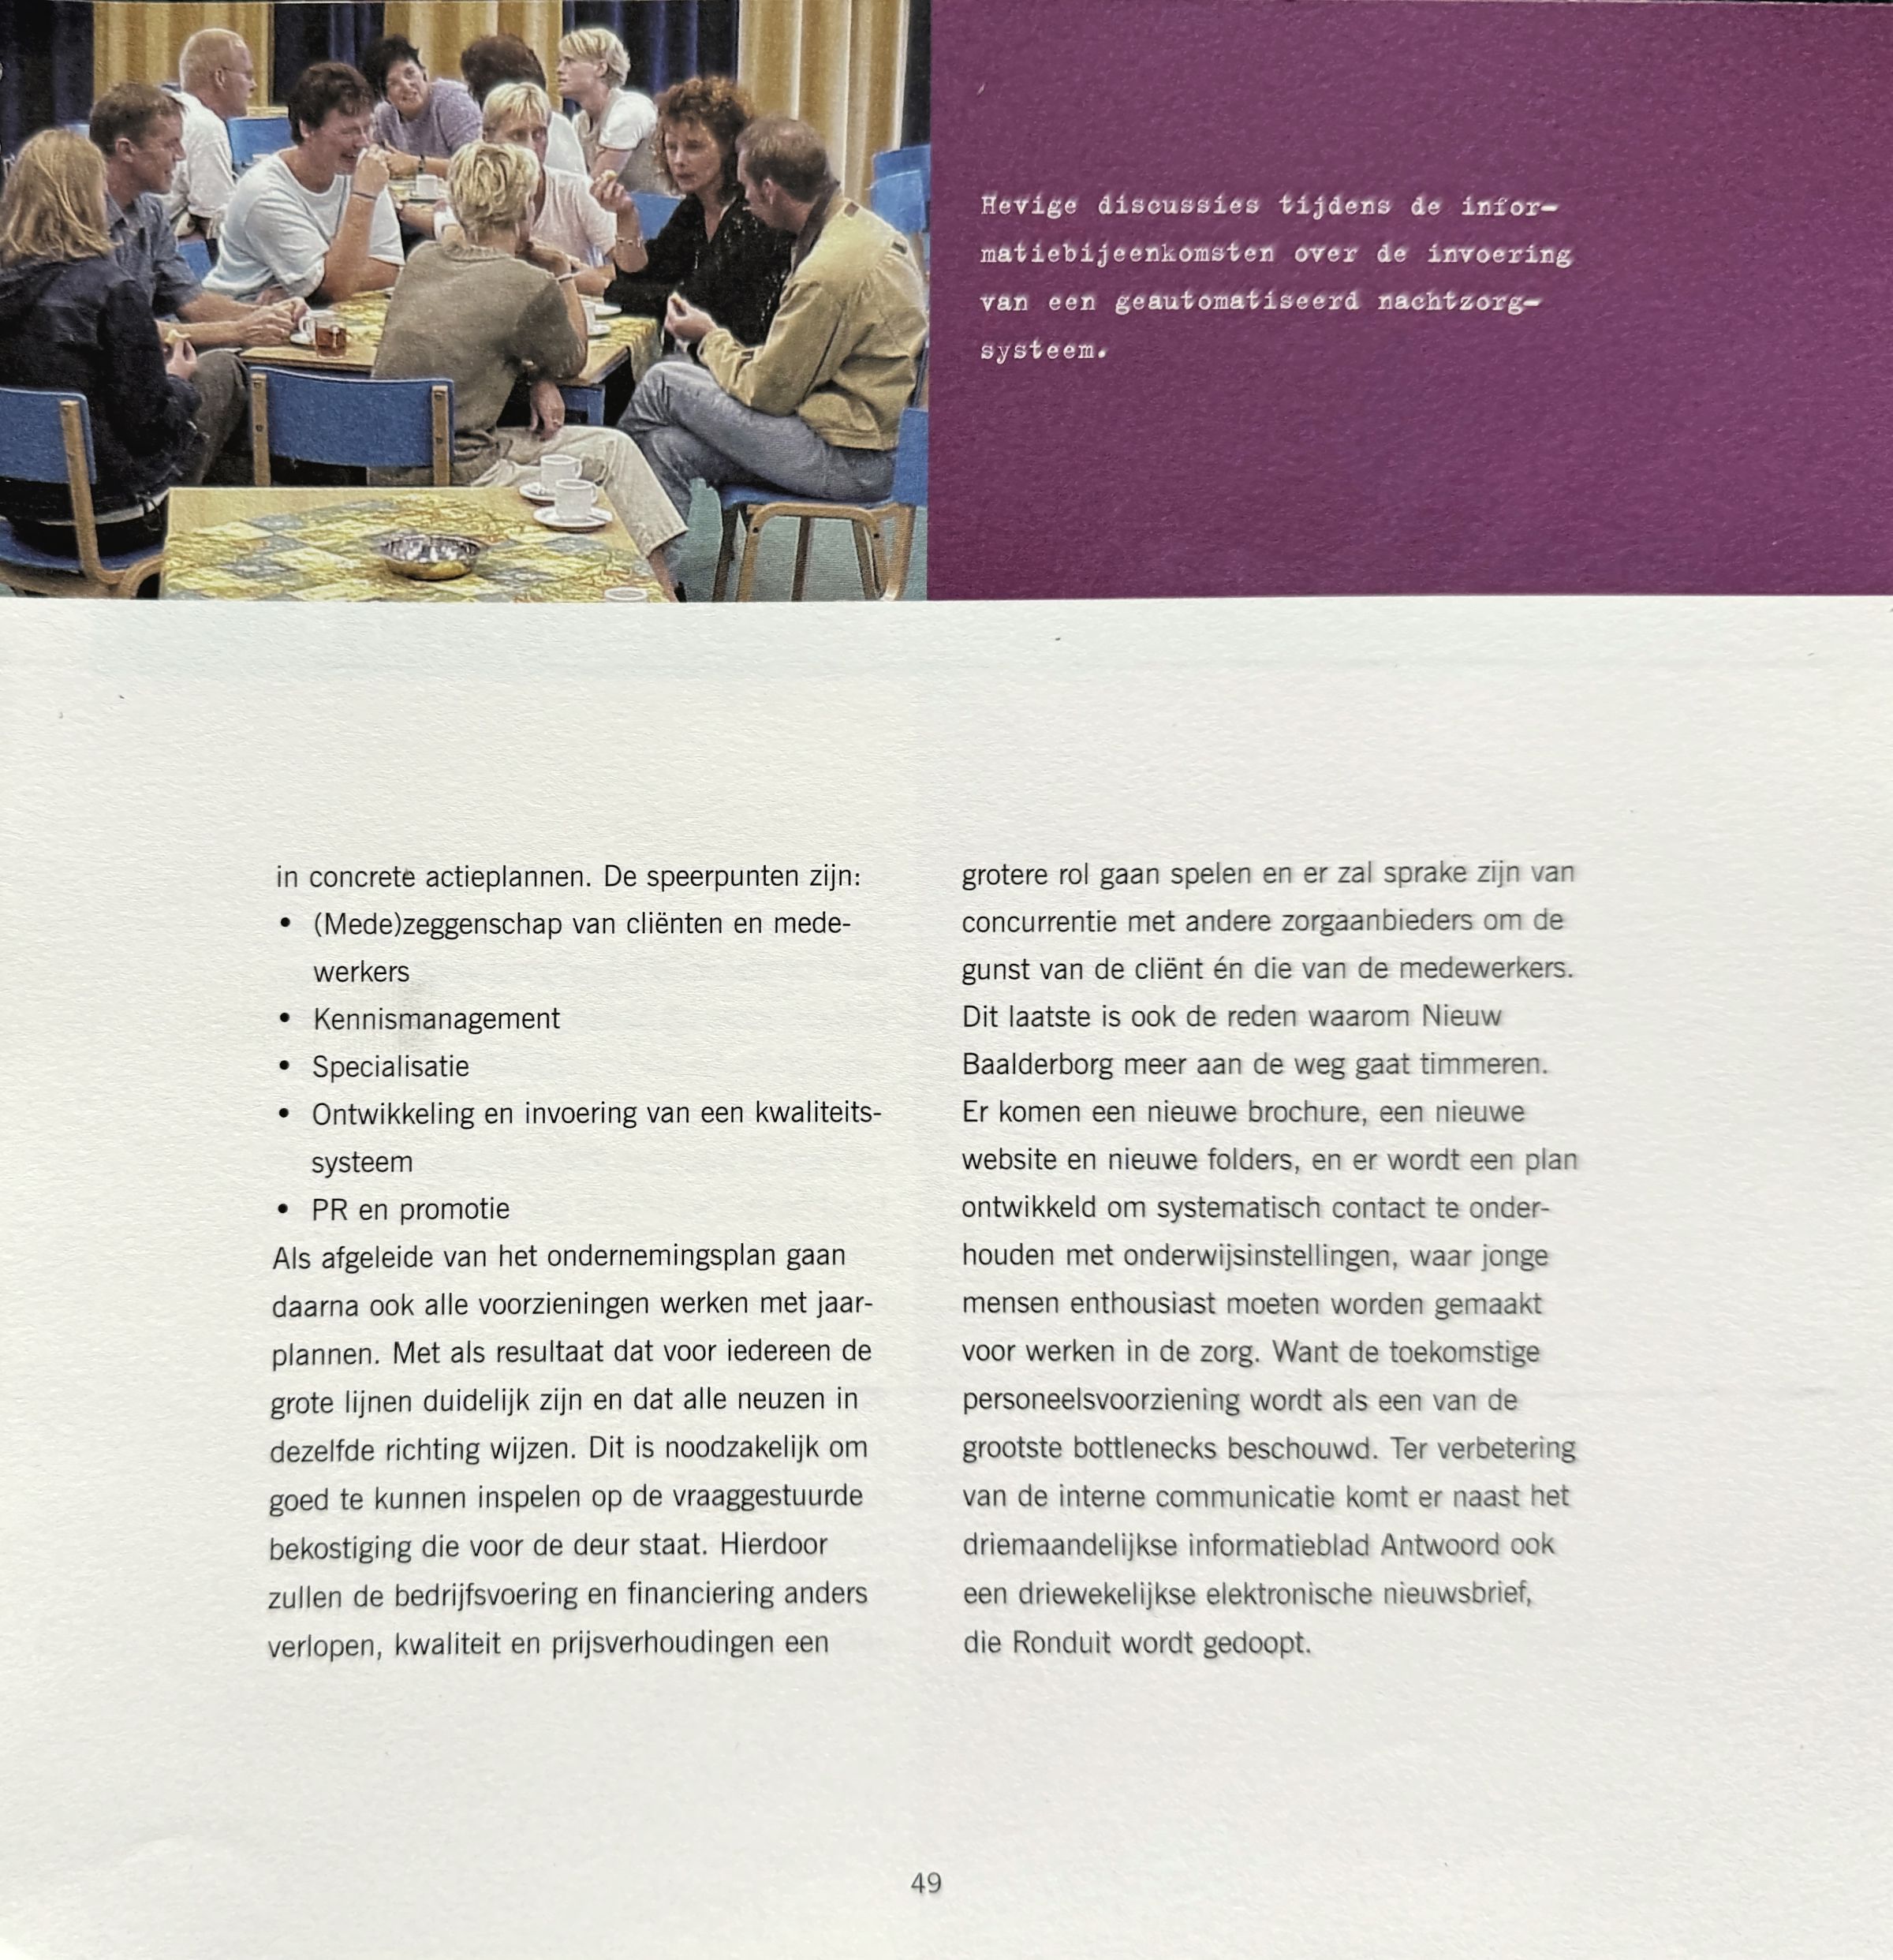 Hevige discussies tijdens de infor-
matiebijeenkomsten over de invoering
van een geautomatiseerd nachtzorg-
systeem.
in concrete actieplannen. De speerpunten zijn:
• (Mede)zeggenschap van cliënten en mede-
werkers
• Kennismanagement
• Specialisatie
• Ontwikkeling en invoering van een kwaliteits-
systeem
• PR en promotie
Als afgeleide van het ondernemingsplan gaan
daarna ook alle voorzieningen werken met jaar-
plannen. Met als resultaat dat voor iedereen de
grote lijnen duidelijk zijn en dat alle neuzen in
dezelfde richting wijzen. Dit is noodzakelijk om
goed te kunnen inspelen op de vraaggestuurde
bekostiging die voor de deur staat. Hierdoor
zullen de bedrijfsvoering en financiering anders
verlopen, kwaliteit en prijsverhoudingen een
grotere rol gaan spelen en er zal sprake zijn van
concurrentie met andere zorgaanbieders om de
gunst van de cliënt én die van de medewerkers.
Dit laatste is ook de reden waarom Nieuw
Baalderborg meer aan de weg gaat timmeren.
Er komen een nieuwe brochure, een nieuwe
website en nieuwe folders, en er wordt een plan
ontwikkeld om systematisch contact te onder-
houden met onderwijsinstellingen, waar jonge
mensen enthousiast moeten worden gemaakt
voor werken in de zorg. Want de toekomstige
personeelsvoorziening wordt als een van de
grootste bottlenecks beschouwd. Ter verbetering
van de interne communicatie komt er naast het
driemaandelijkse informatieblad Antwoord ook
een driewekelijkse elektronische nieuwsbrief,
die Ronduit wordt gedoopt.
49